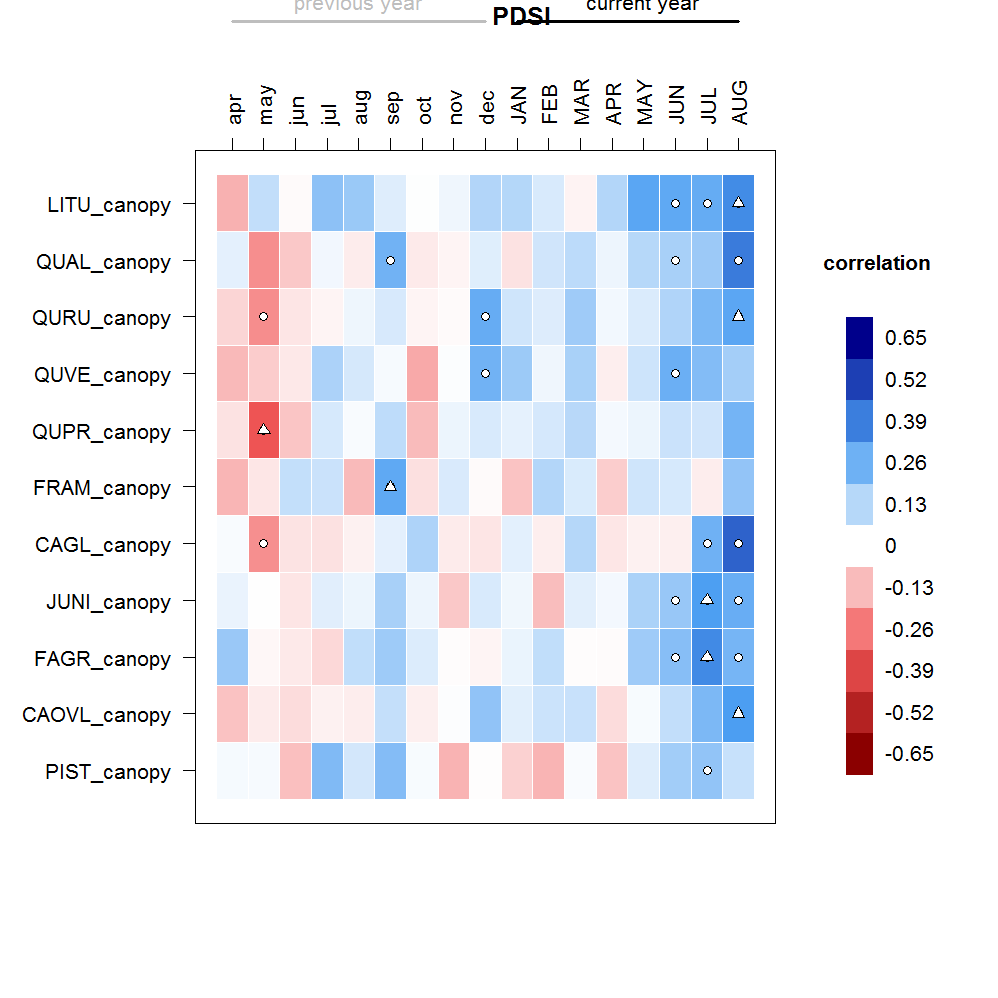 previous year
current year
PDSI
apr
may
jun
jul
aug
sep
oct
nov
dec
JAN
FEB
MAR
APR
MAY
JUN
JUL
AUG
LITU_canopy
QUAL_canopy
QURU_canopy
QUVE_canopy
QUPR_canopy
FRAM_canopy
CAGL_canopy
JUNI_canopy
FAGR_canopy
CAOVL_canopy
PIST_canopy
correlation
0.65
0.52
0.39
0.26
0.13
0
-0.13
-0.26
-0.39
-0.52
-0.65